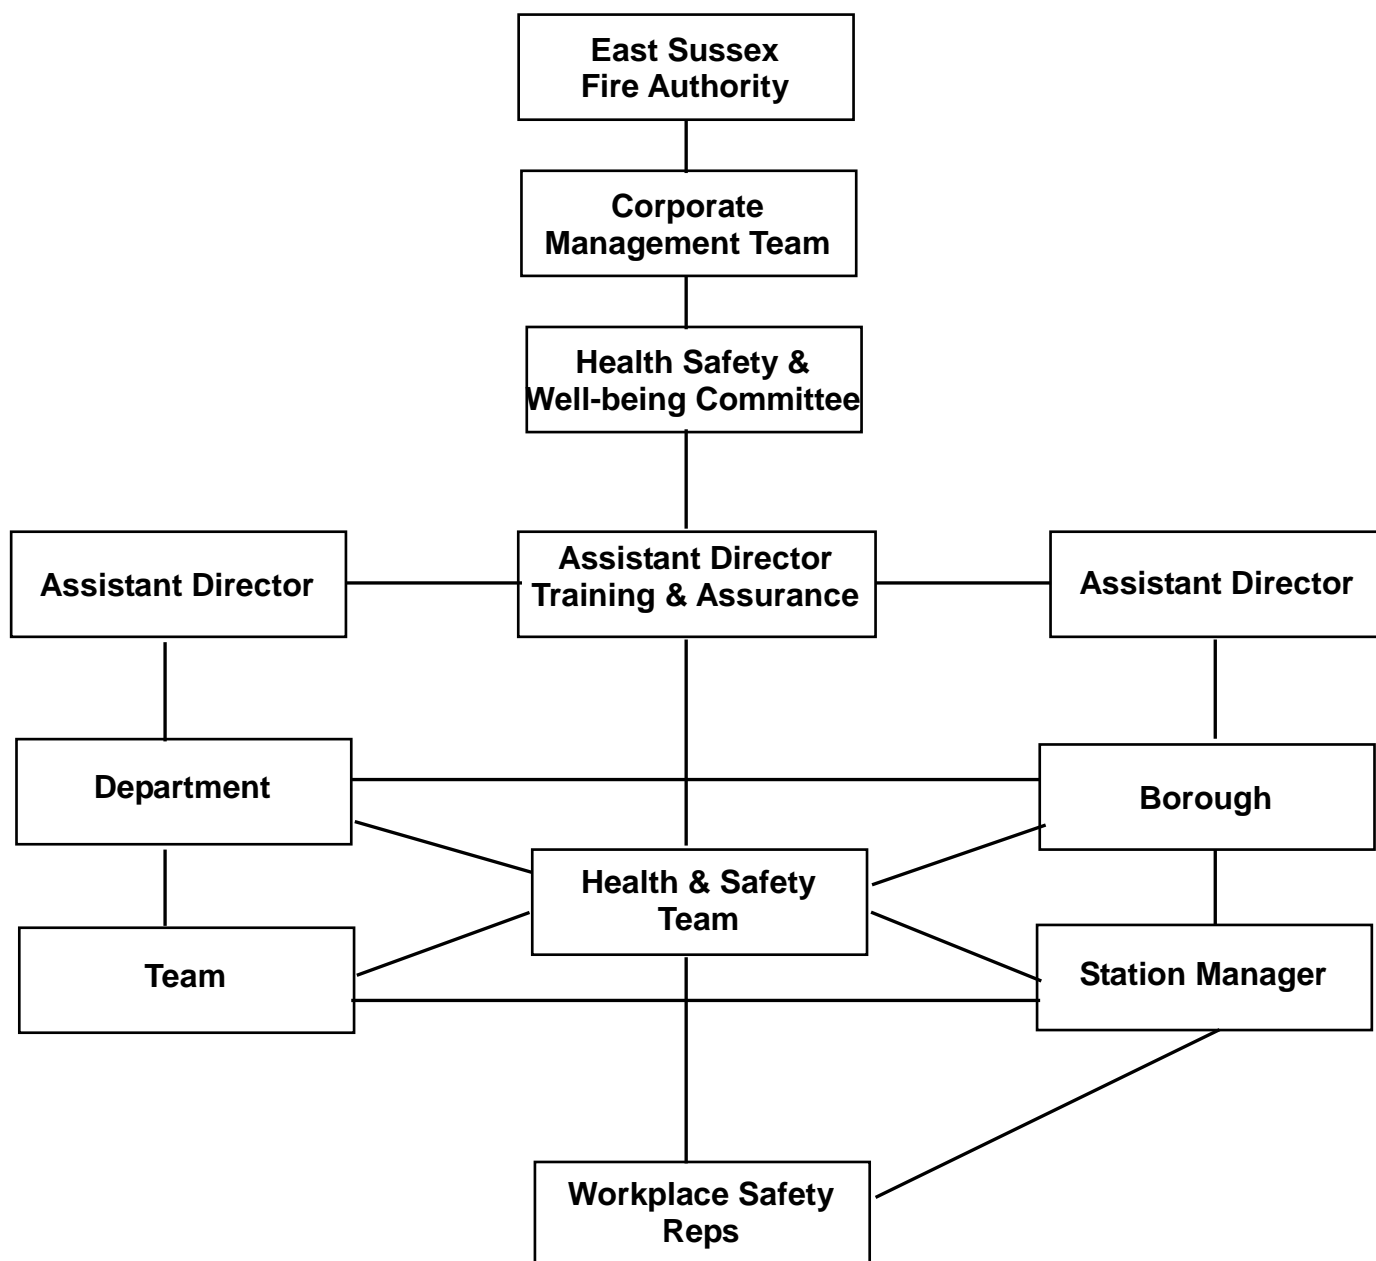 East Sussex
Fire Authority
Corporate
Management Team
Health Safety &
Well-being Committee
Assistant Director
Assistant Director
Training & Assurance
Assistant Director
Department
Borough
Health & Safety
Team
Team
Station Manager
Workplace Safety
Reps